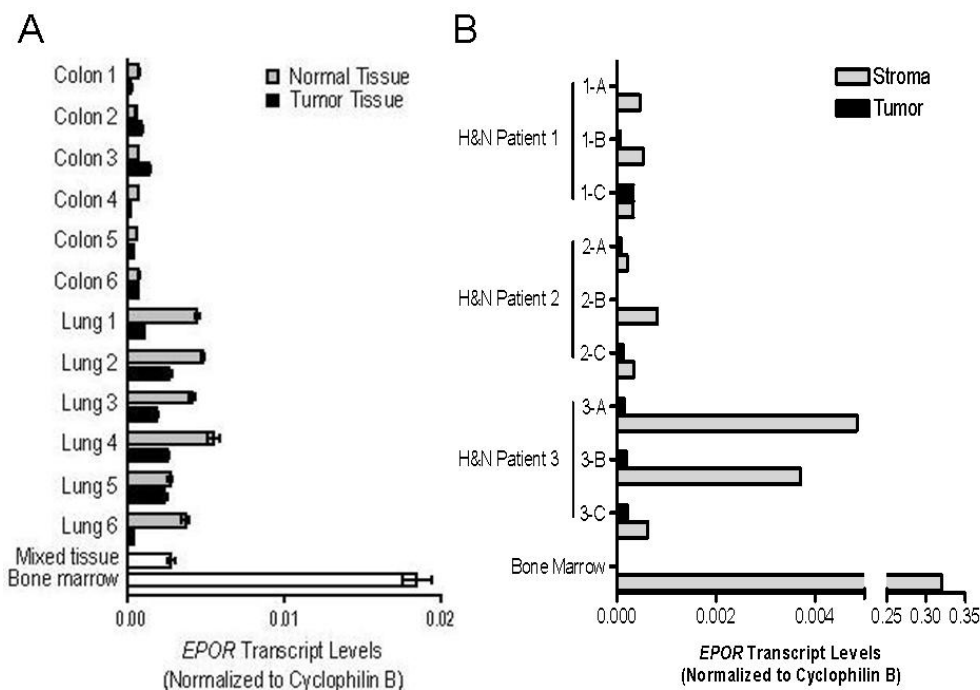 A
Normal Tissue
Tumor Tissue
Colon 1
Colon 2
Colon 3
Colon 4
Colon 5
Colon 6
Lung 1
Lung 2
Lung 3
Lung 4
Lung 5
Lung 6
Mixed tissue
Bone marrow
0.00 0.01 0.02
EPOR Transcript Levels
(Normalized to Cyclophilin B)
B
Stroma
Tumor
H&N Patient 1
1-A
1-B
1-C
H&N Patient 2
2-A
2-B
2-C
H&N Patient 3
3-A
3-B
3-C
Bone Marrow
0.000 0.002 0.004 0.25 0.30 0.35
EPOR Transcript Levels
(Normalized to Cyclophilin B)